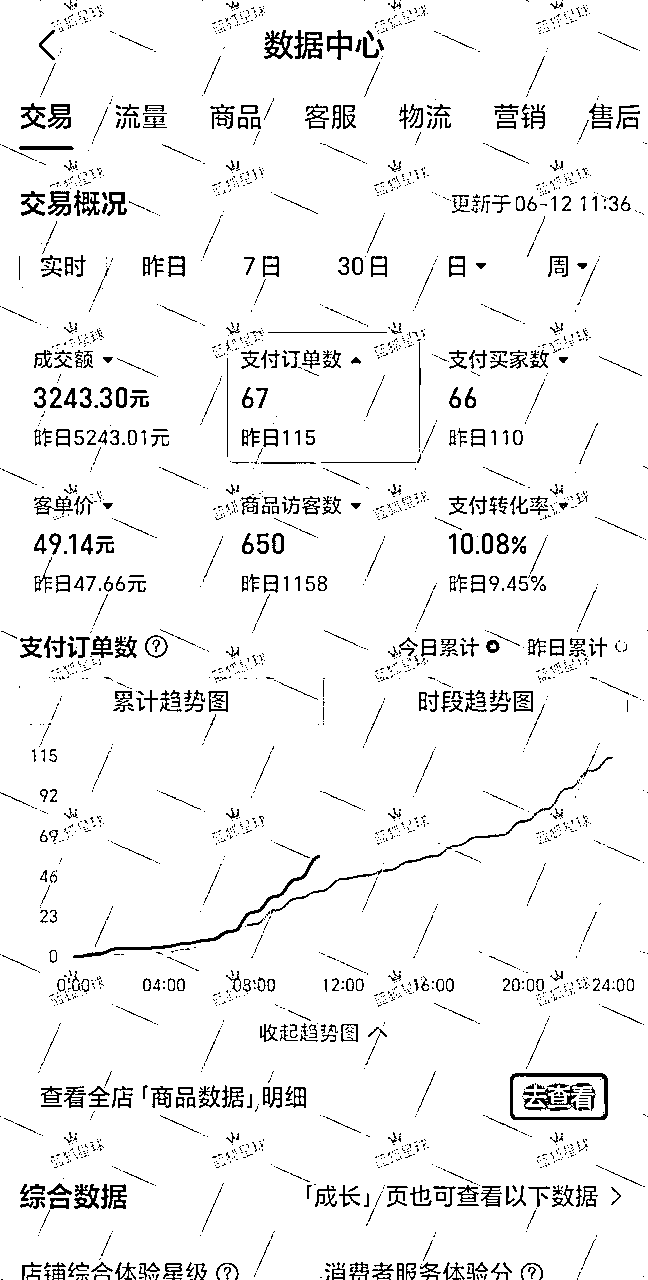 数据中心
交易 流量 商品 客服 物流 营销 售后
交易概况 更新于06-12 11:36
实时 昨日 7日 30日 日 周
成交额 支付订单数 支付买家数
3243.30元 67 66
昨日5243.01元 昨日115 昨日110
客单价 商品访客数 支付转化率
49.14元 650 10.08%
昨日47.66元 昨日1158 昨日9.45%
支付订单数 ? 今日累计 昨日累计
累计趋势图 时段趋势图
115
92
69
46
23
0
0:00 04:00 08:00 12:00 16:00 20:00 24:00
收起趋势图
查看全店「商品数据」明细 去查看
综合数据 「成长」页也可查看以下数据
店铺综合体验星级 ? 消费者服务体验分 ?